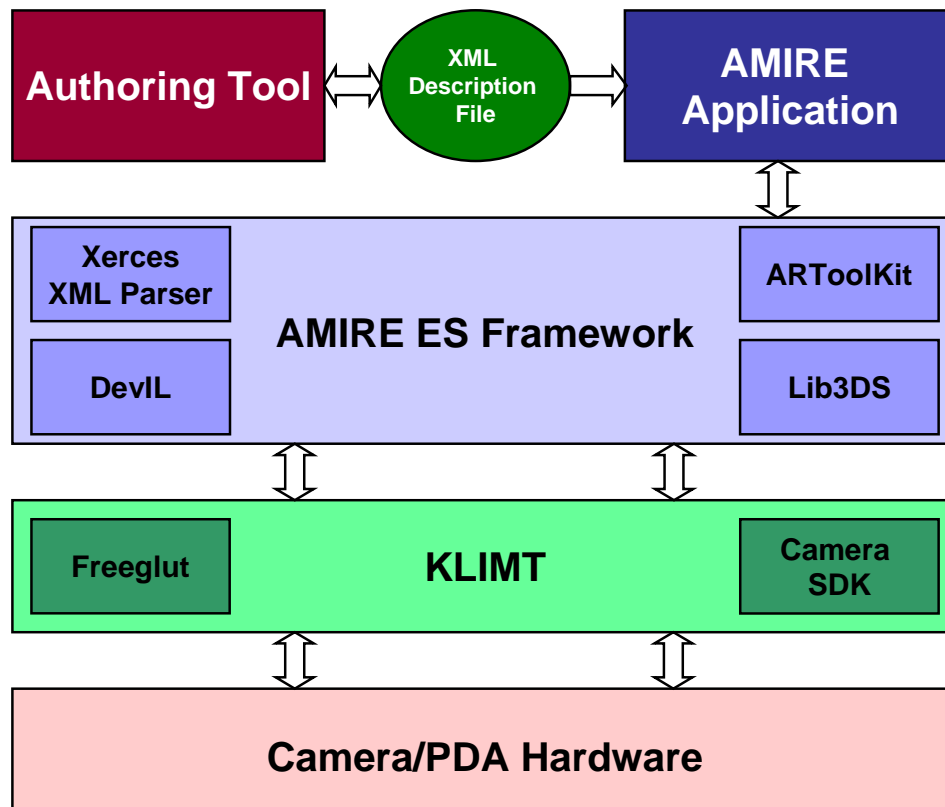 Authoring Tool
XML
Description
File
AMIRE
Application
Xerces
XML Parser
ARToolKit
AMIRE ES Framework
DevIL
Lib3DS
Freeglut
KLIMT
Camera
SDK
Camera/PDA Hardware